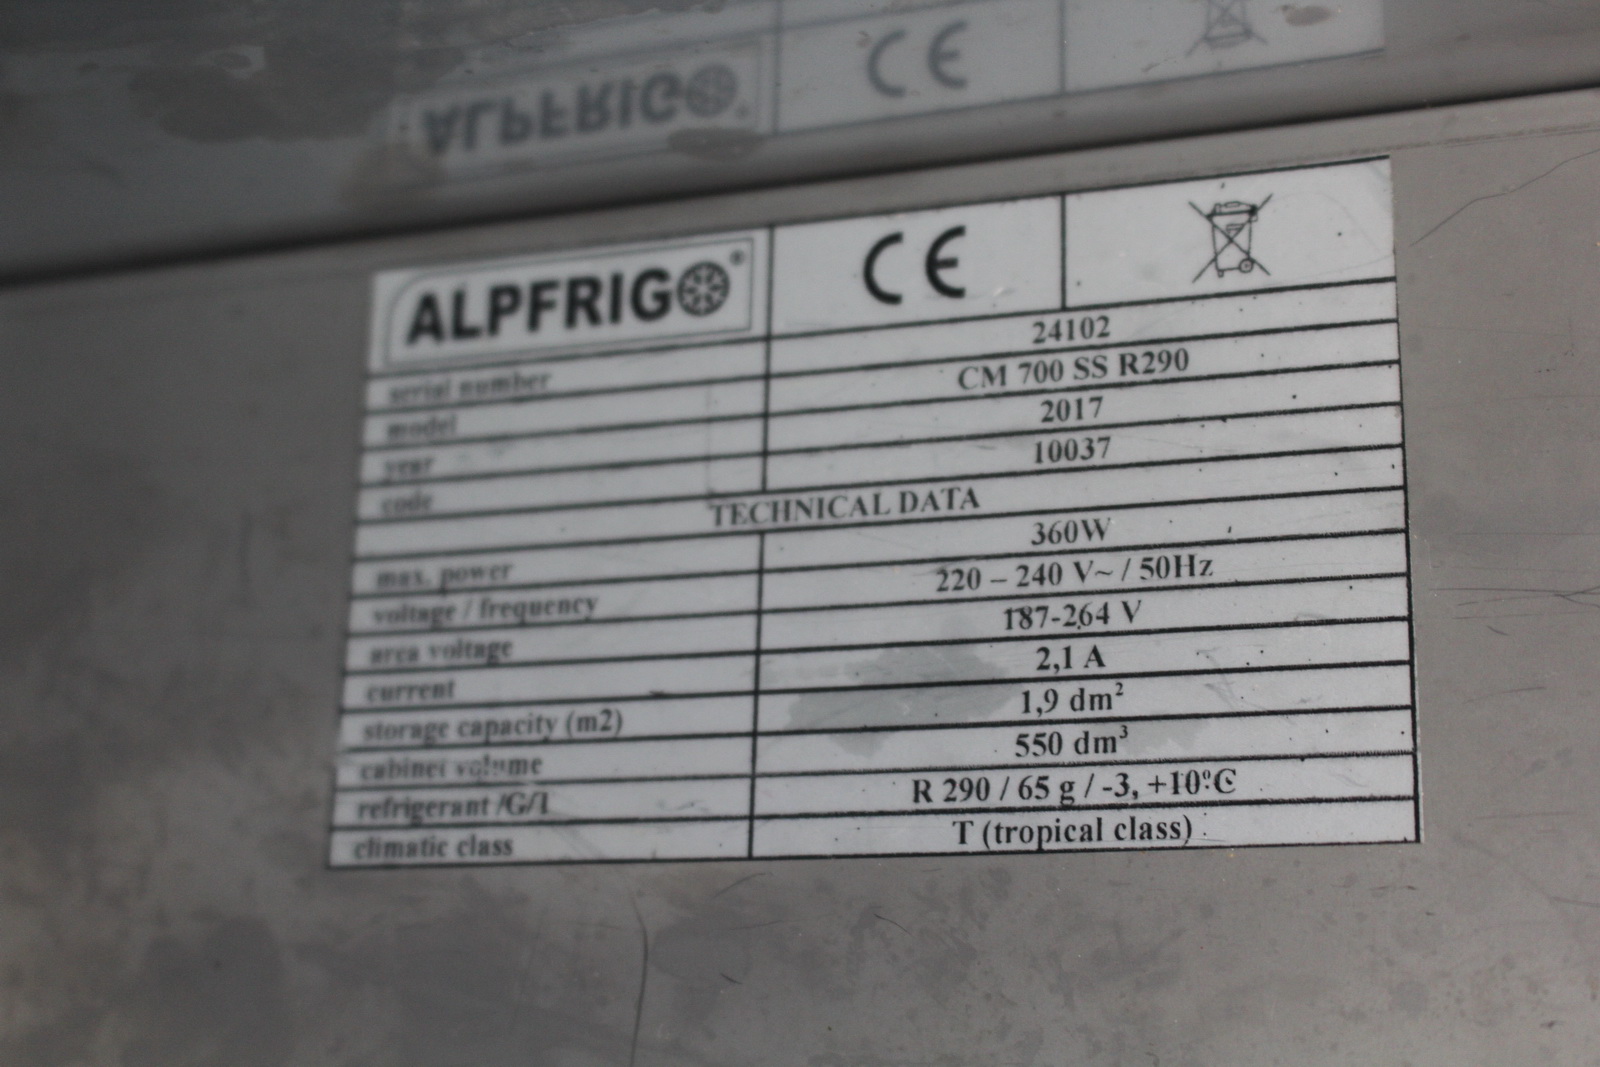 ALPFRIGO
CE
ALPFRIGO® CE
serial number 24102
model CM 700 SS R290
year 2017
code 10037
TECHNICAL DATA
max. power 360W
voltage / frequency 220 – 240 V~ / 50Hz
area voltage 187-264 V
current 2,1 A
storage capacity (m2) 1,9 dm²
cabinet volume 550 dm³
refrigerant /G/T R 290 / 65 g / -3, +10ºC
climatic class T (tropical class)